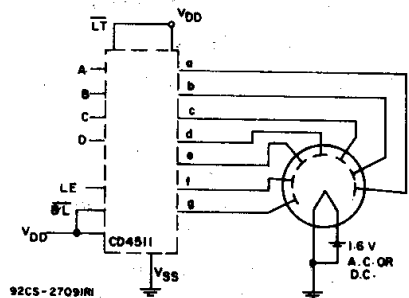 LT VDD
A a
B b
C c
D d
e
LE f
BL g
VDD CD4511
VSS
1.6 V
A.C. OR
D.C.
92CS-27091R1